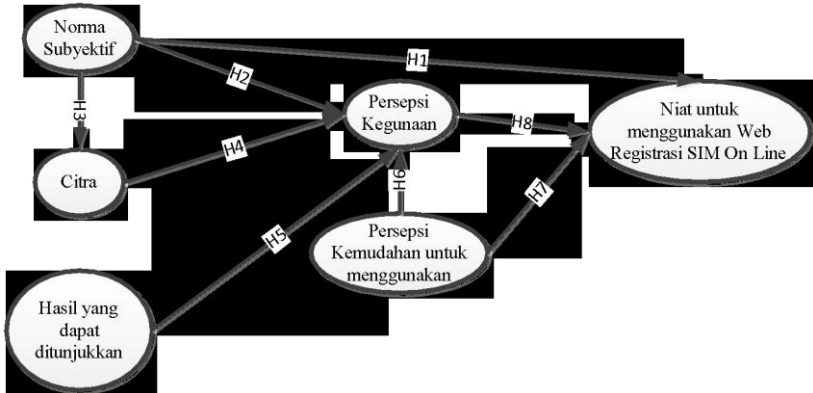 Norma
Subyektif
H1
H2
H3
Persepsi
Kegunaan
H8
Niat untuk
menggunakan Web
Registrasi SIM On Line
Citra
H4
H6
H7
H5
Persepsi
Kemudahan untuk
menggunakan
Hasil yang
dapat
ditunjukkan